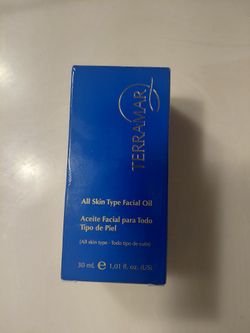 TERRAMAR
All Skin Type Facial Oil
Aceite Facial para Todo
Tipo de Piel
(All skin type - Todo tipo de cutis)
30 mL e 1,01 fl. oz. (US)